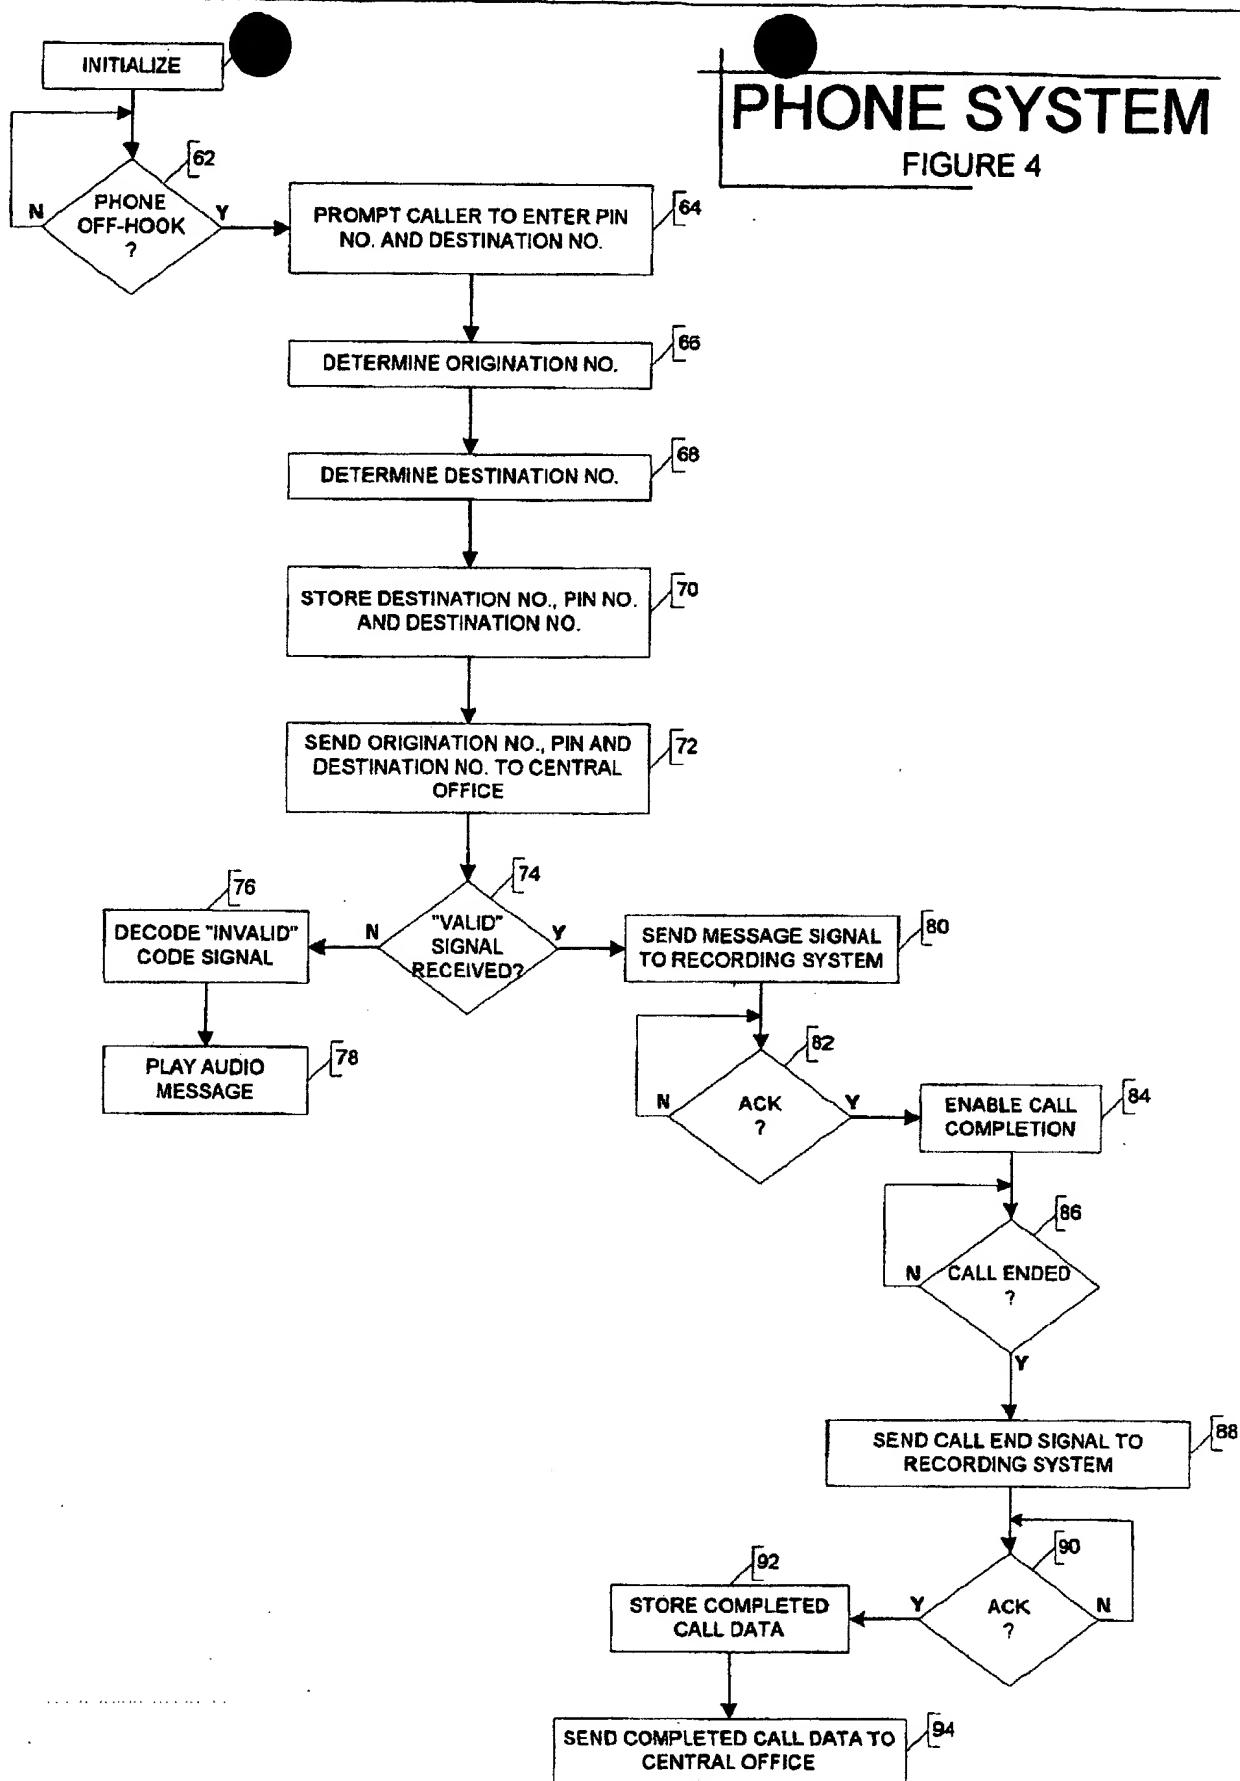 PHONE SYSTEM
FIGURE 4
INITIALIZE
62
PHONE
OFF-HOOK
?
N
Y
PROMPT CALLER TO ENTER PIN
NO. AND DESTINATION NO.
64
DETERMINE ORIGINATION NO.
66
DETERMINE DESTINATION NO.
68
STORE DESTINATION NO., PIN NO.
AND DESTINATION NO.
70
SEND ORIGINATION NO., PIN AND
DESTINATION NO. TO CENTRAL
OFFICE
72
"VALID"
SIGNAL
RECEIVED?
74
N
Y
DECODE "INVALID"
CODE SIGNAL
76
PLAY AUDIO
MESSAGE
78
SEND MESSAGE SIGNAL
TO RECORDING SYSTEM
80
ACK
?
82
N
Y
ENABLE CALL
COMPLETION
84
CALL ENDED
?
86
N
Y
SEND CALL END SIGNAL TO
RECORDING SYSTEM
88
ACK
?
90
Y
N
STORE COMPLETED
CALL DATA
92
SEND COMPLETED CALL DATA TO
CENTRAL OFFICE
94